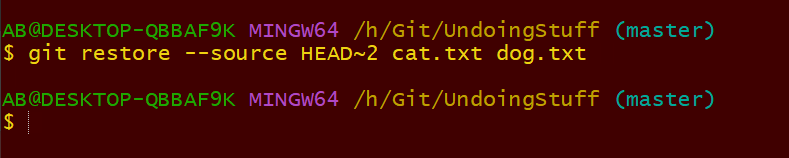 AB@DESKTOP-QBBAF9K MINGW64 /h/Git/UndoingStuff (master)
$ git restore --source HEAD~2 cat.txt dog.txt
AB@DESKTOP-QBBAF9K MINGW64 /h/Git/UndoingStuff (master)
$